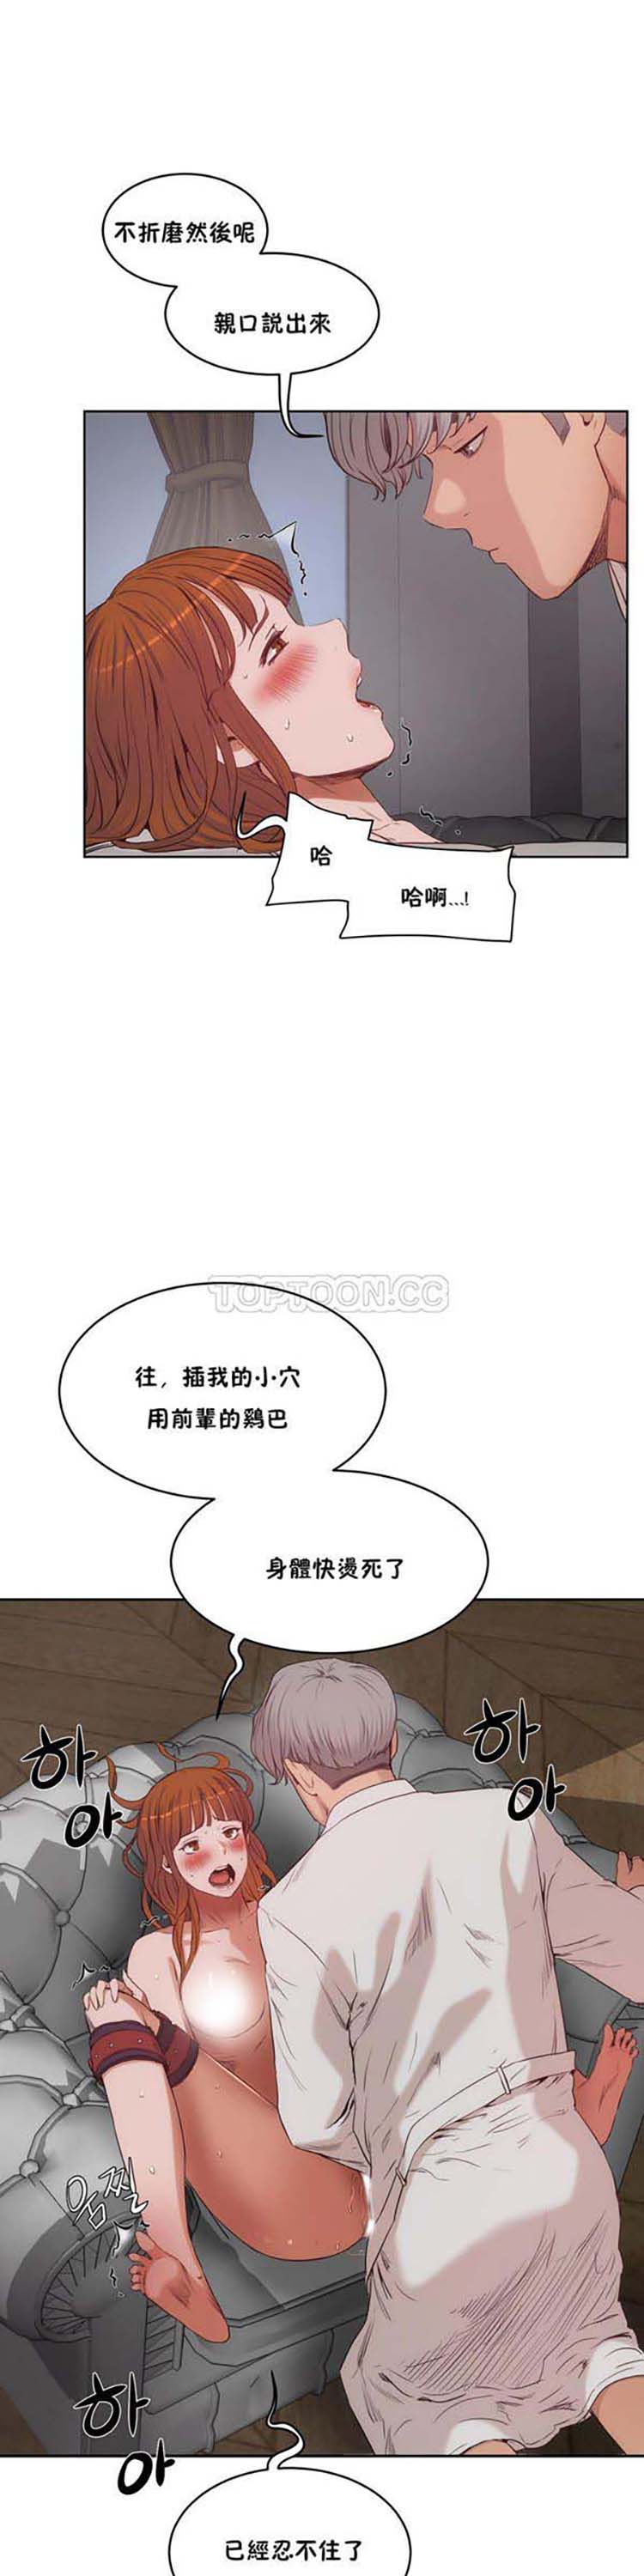 不折磨然後呢
親口説出來
哈
哈啊...!
TOPTOON.CC
往，插我的小穴
用前輩的鷄巴
身體快燙死了
하
아
하
아
움찔
하
아
已經忍不住了